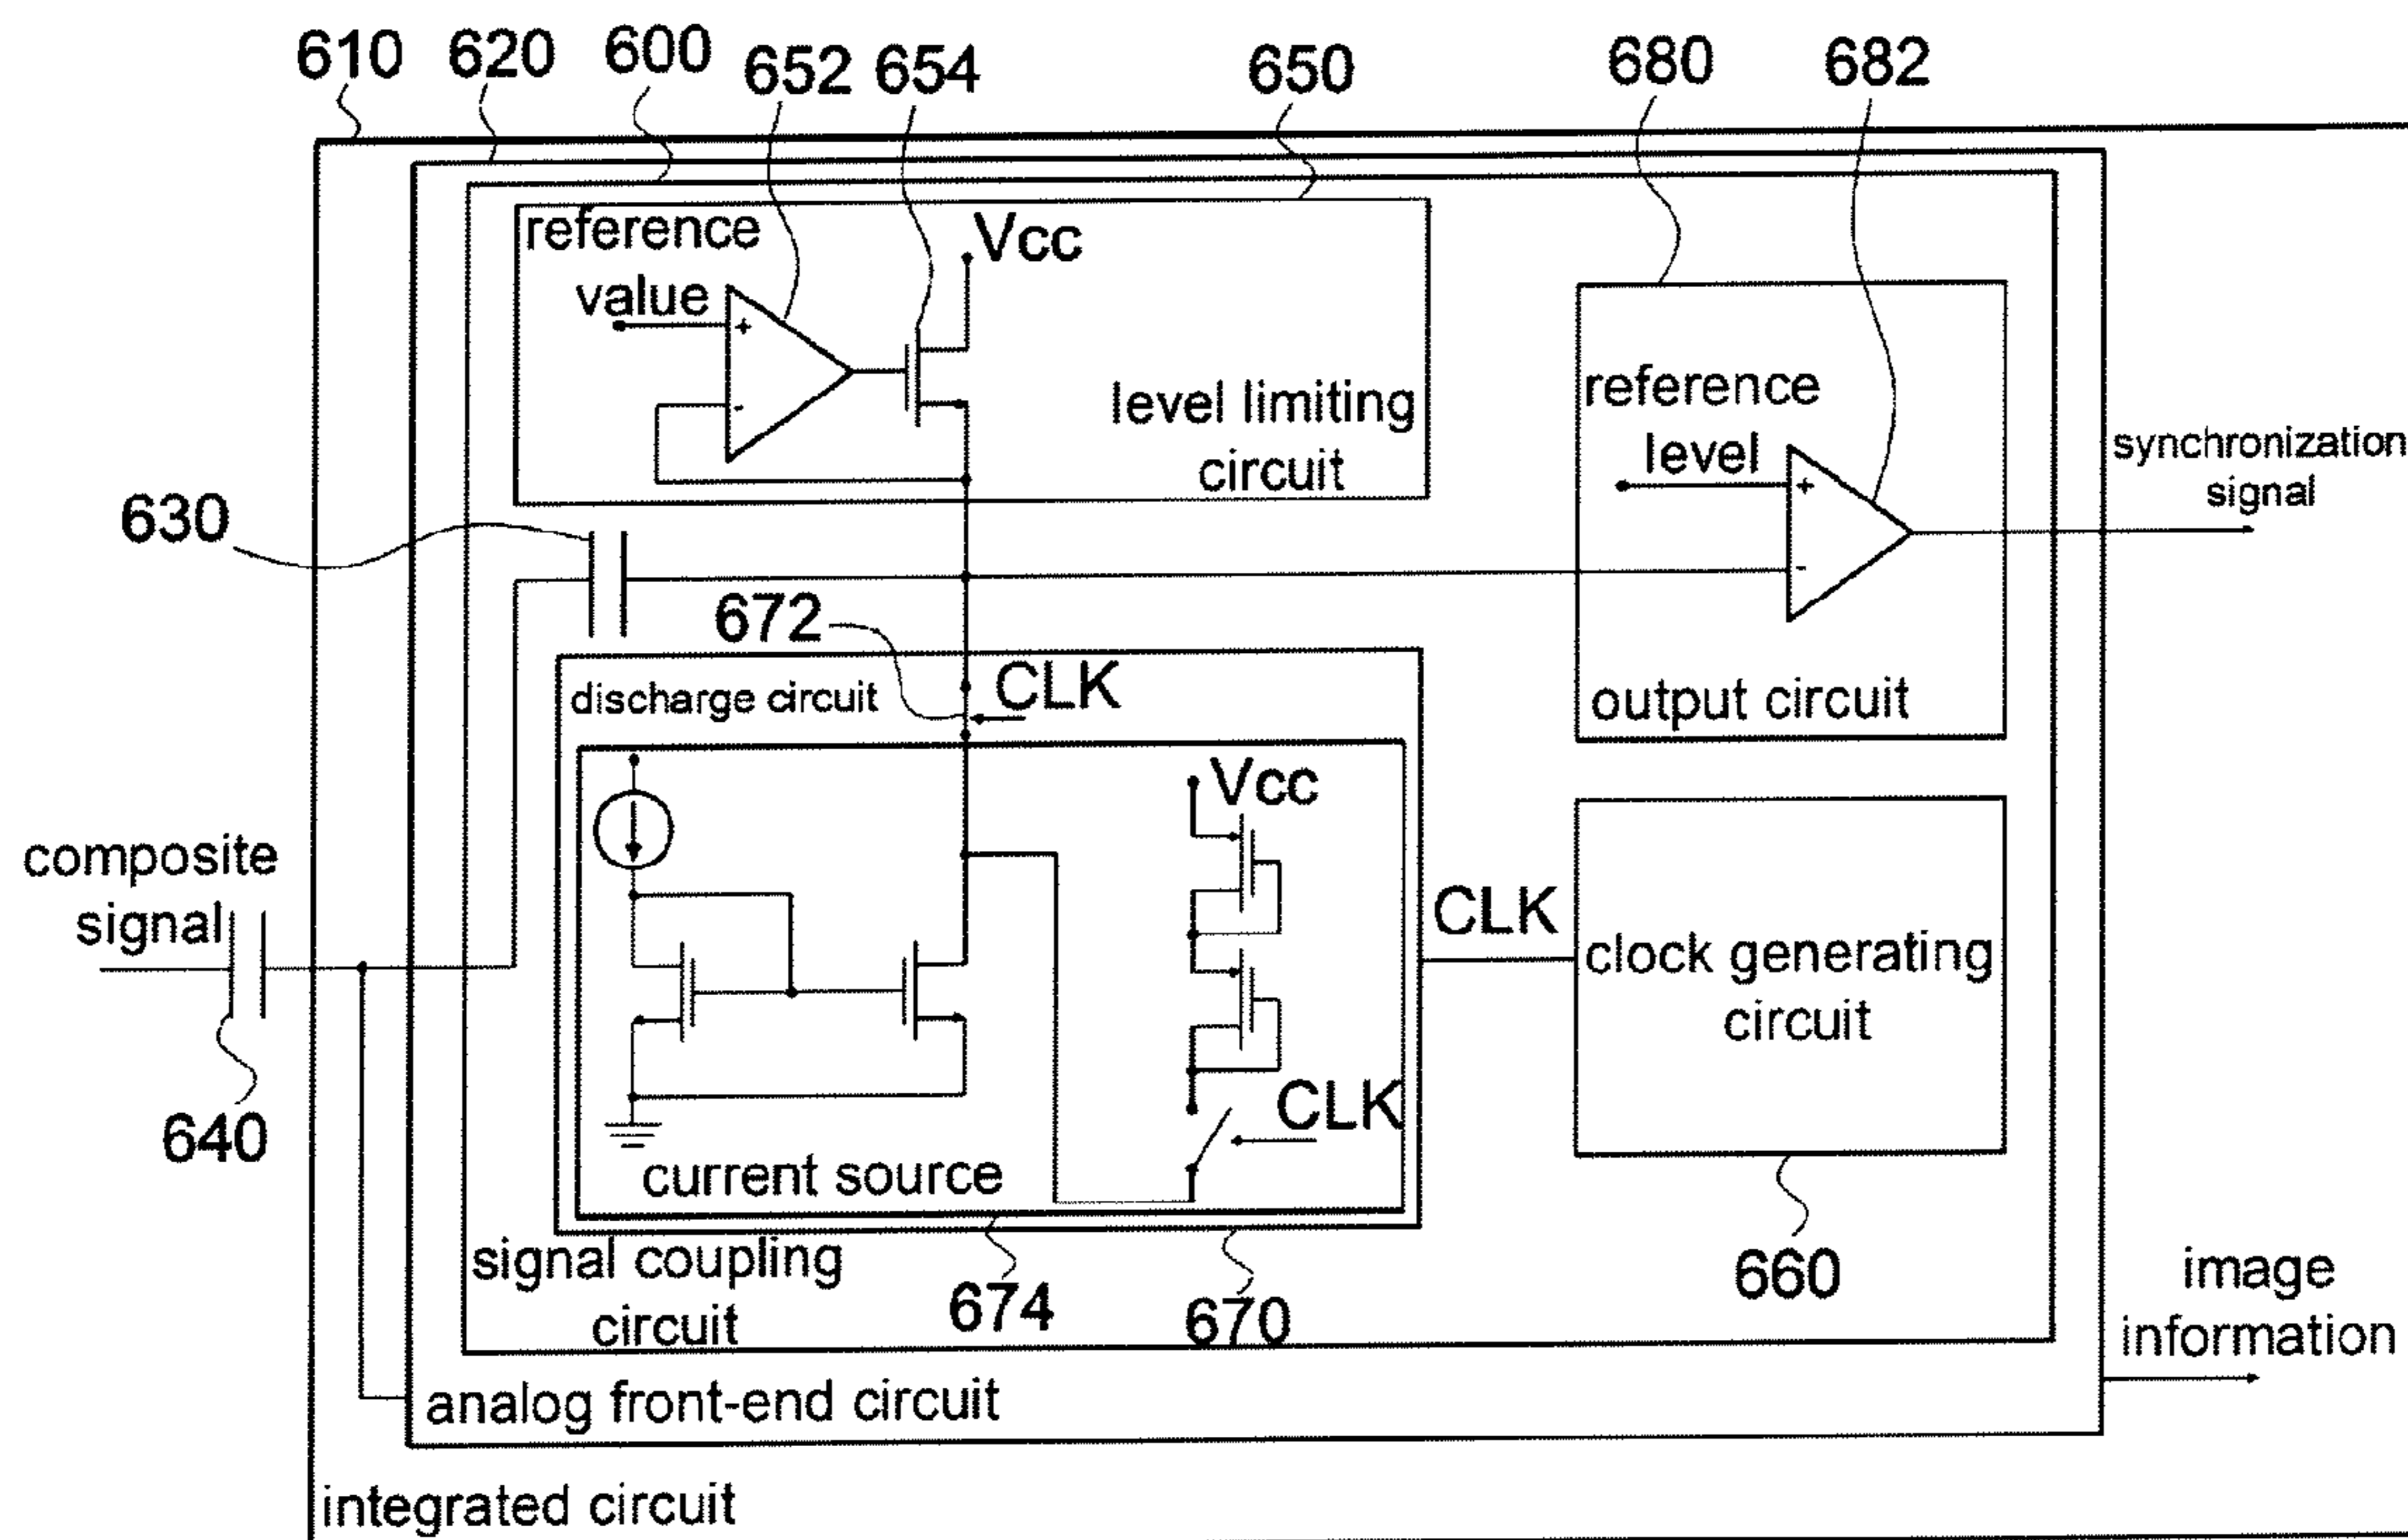 610 620 600 652 654 650 680 682
reference
value
Vcc
+
-
level limiting
circuit
reference
level
+
-
output circuit
synchronization
signal
630
672
CLK
discharge circuit
Vcc
CLK
current source
composite
signal
640
CLK
clock generating
circuit
660
signal coupling
circuit
674
670
image
information
analog front-end circuit
integrated circuit